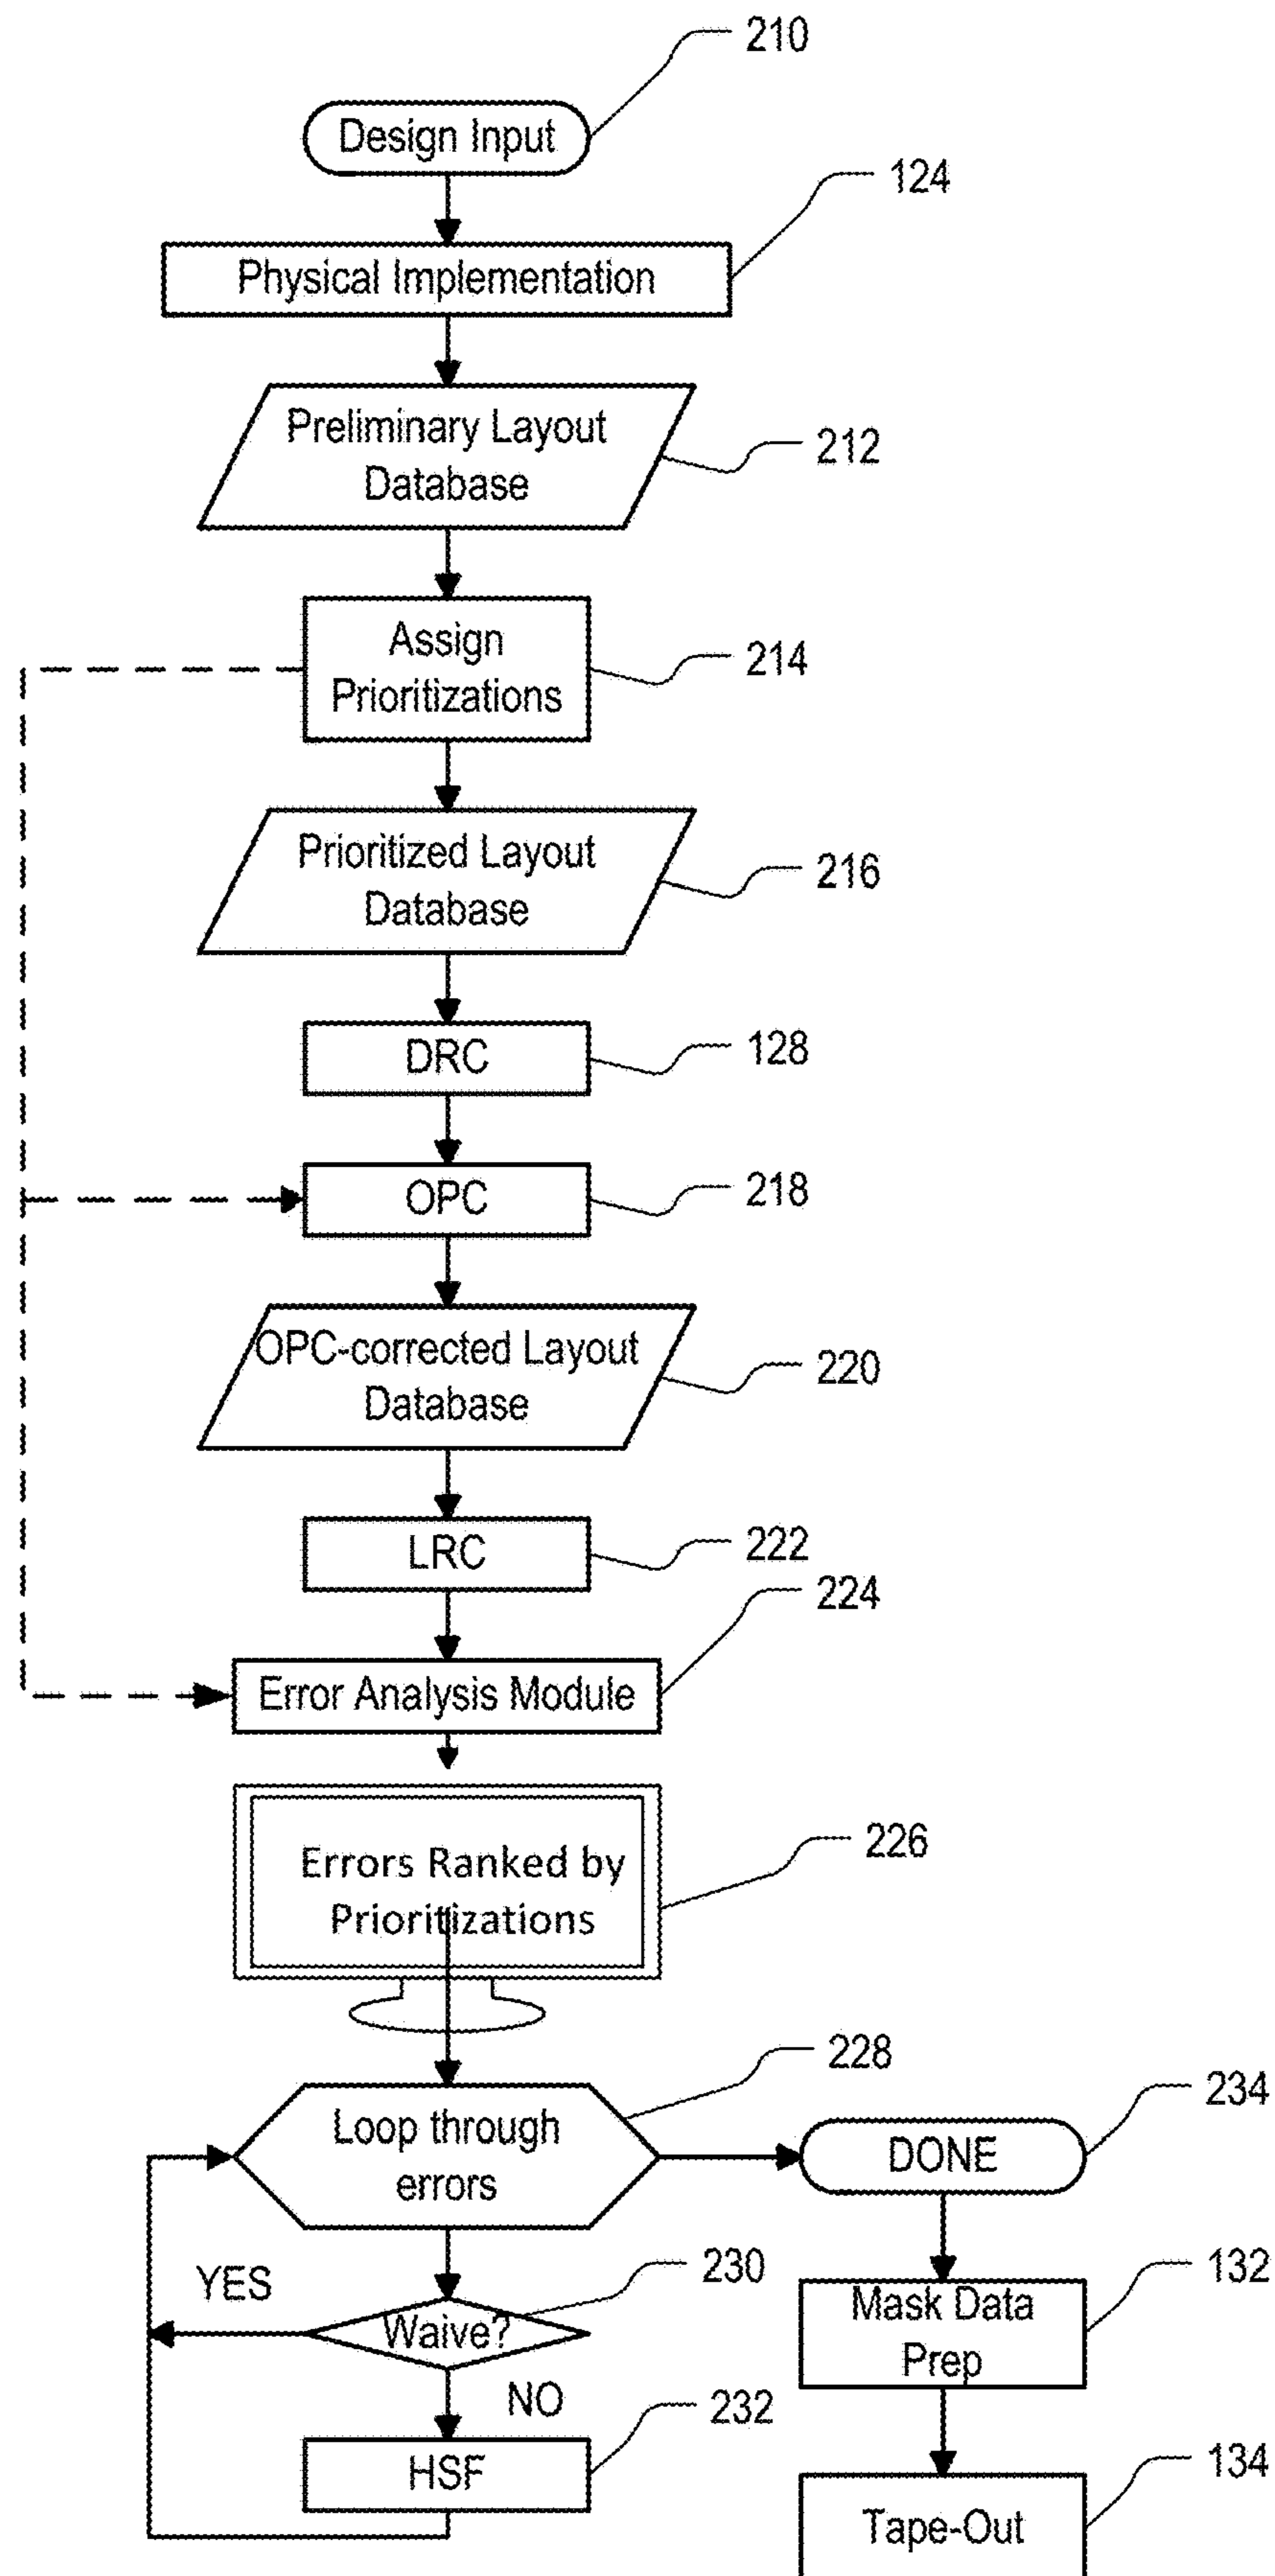 210
Design Input
124
Physical Implementation
Preliminary Layout
Database
212
Assign
Prioritizations
214
Prioritized Layout
Database
216
DRC
128
OPC
218
OPC-corrected Layout
Database
220
LRC
222
224
Error Analysis Module
Errors Ranked by
Prioritizations
226
228
Loop through
errors
234
DONE
YES
230
Waive?
132
Mask Data
Prep
NO
232
HSF
134
Tape-Out